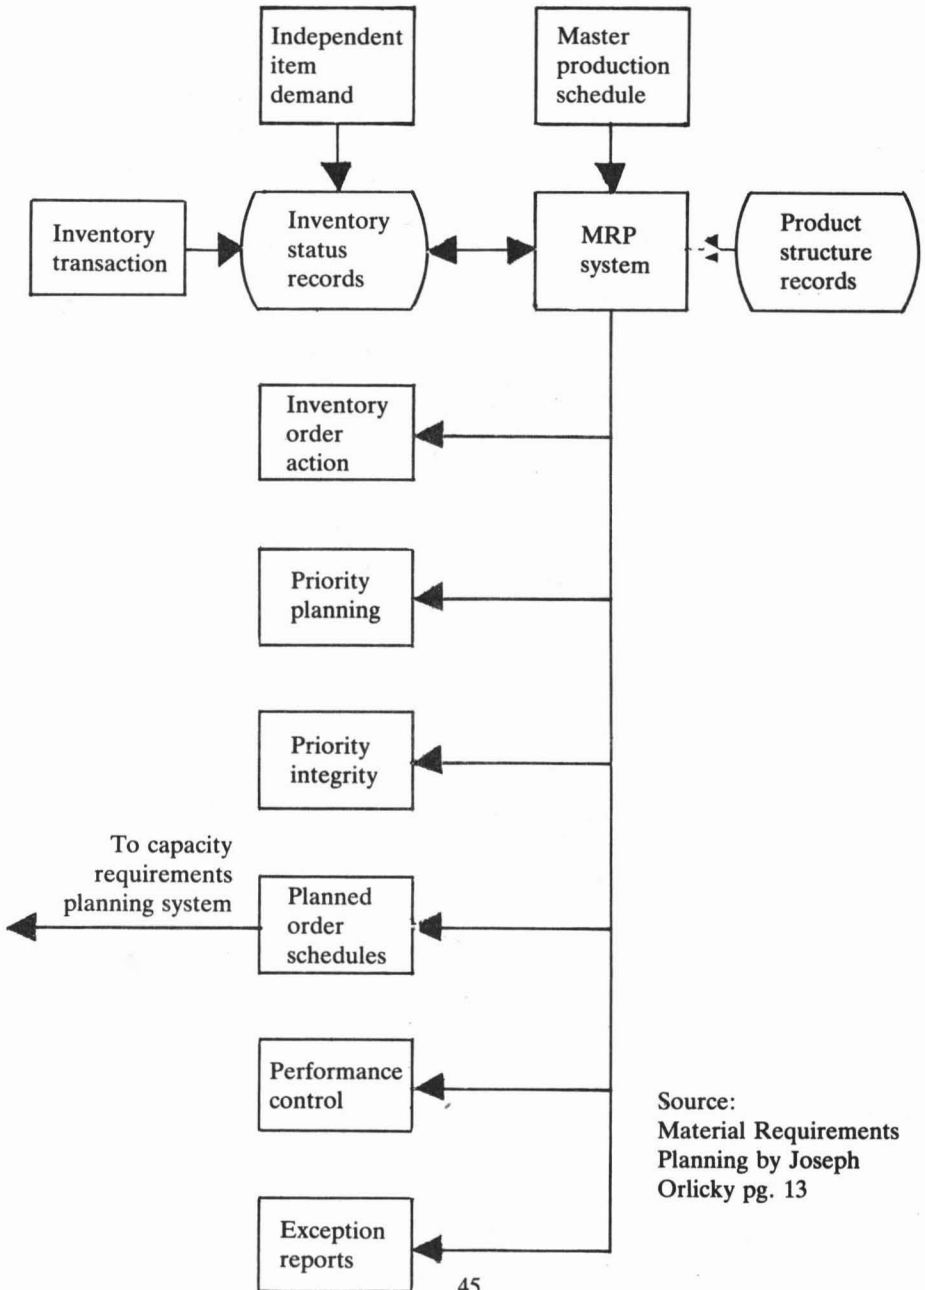 Independent
item
demand
Master
production
schedule
Inventory
transaction
Inventory
status
records
MRP
system
Product
structure
records
Inventory
order
action
Priority
planning
Priority
integrity
To capacity
requirements
planning system
Planned
order
schedules
Performance
control
Source:
Material Requirements
Planning by Joseph
Orlicky pg. 13
Exception
reports
45